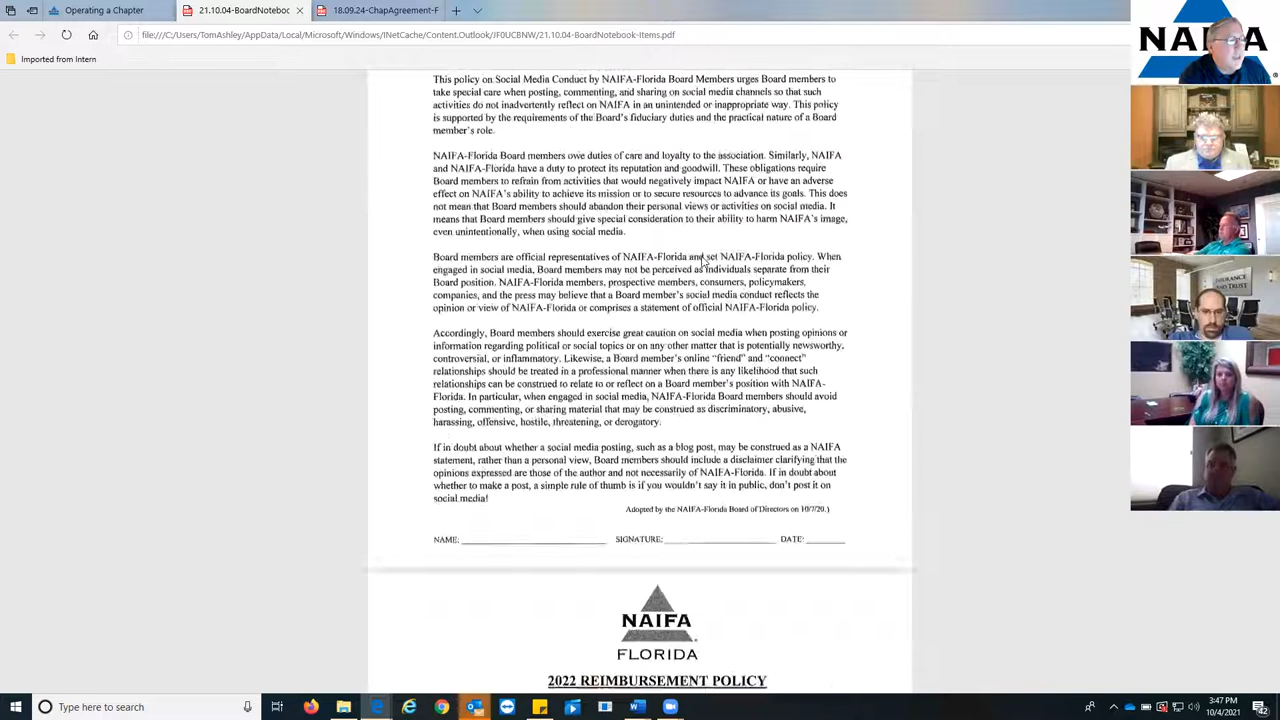 Operating a Chapter
21.10.04-BoardNotebook
18.09.24-ChapAgreement-F
file:///C:/Users/TomAshley/AppData/Local/Microsoft/Windows/INetCache/Content.Outlook/JF0UCBNW/21.10.04-BoardNotebook-Items.pdf
Imported from Intern
This policy on Social Media Conduct by NAIFA-Florida Board Members urges Board members to
take special care when posting, commenting, and sharing on social media channels so that such
activities do not inadvertently reflect on NAIFA in an unintended or inappropriate way. This policy
is supported by the requirements of the Board's fiduciary duties and the practical nature of a Board
member's role.
NAIFA-Florida Board members owe duties of care and loyalty to the association. Similarly, NAIFA
and NAIFA-Florida have a duty to protect its reputation and goodwill. These obligations require
Board members to refrain from activities that would negatively impact NAIFA or have an adverse
effect on NAIFA's ability to achieve its mission or to secure resources to advance its goals. This does
not mean that Board members should abandon their personal views or activities on social media. It
means that Board members should give special consideration to their ability to harm NAIFA's image,
even unintentionally, when using social media.
Board members are official representatives of NAIFA-Florida and set NAIFA-Florida policy. When
engaged in social media, Board members may not be perceived as individuals separate from their
Board position. NAIFA-Florida members, prospective members, consumers, policymakers,
companies, and the press may believe that a Board member's social media conduct reflects the
opinion or view of NAIFA-Florida or comprises a statement of official NAIFA-Florida policy.
Accordingly, Board members should exercise great caution on social media when posting opinions or
information regarding political or social topics or on any other matter that is potentially newsworthy,
controversial, or inflammatory. Likewise, a Board member's online "friend" and "connect"
relationships should be treated in a professional manner when there is any likelihood that such
relationships can be construed to relate to or reflect on a Board member's position with NAIFA-
Florida. In particular, when engaged in social media, NAIFA-Florida Board members should avoid
posting, commenting, or sharing material that may be construed as discriminatory, abusive,
harassing, offensive, hostile, threatening, or derogatory.
If in doubt about whether a social media posting, such as a blog post, may be construed as a NAIFA
statement, rather than a personal view, Board members should include a disclaimer clarifying that the
opinions expressed are those of the author and not necessarily of NAIFA-Florida. If in doubt about
whether to make a post, a simple rule of thumb is if you wouldn't say it in public, don't post it on
social media!
Adopted by the NAIFA-Florida Board of Directors on 10/7/20.)
NAME: SIGNATURE: DATE:
NAIFA
FLORIDA
2022 REIMBURSEMENT POLICY
INSURANCE
AND TRUST
Type here to search
3:47 PM
10/4/2021
42